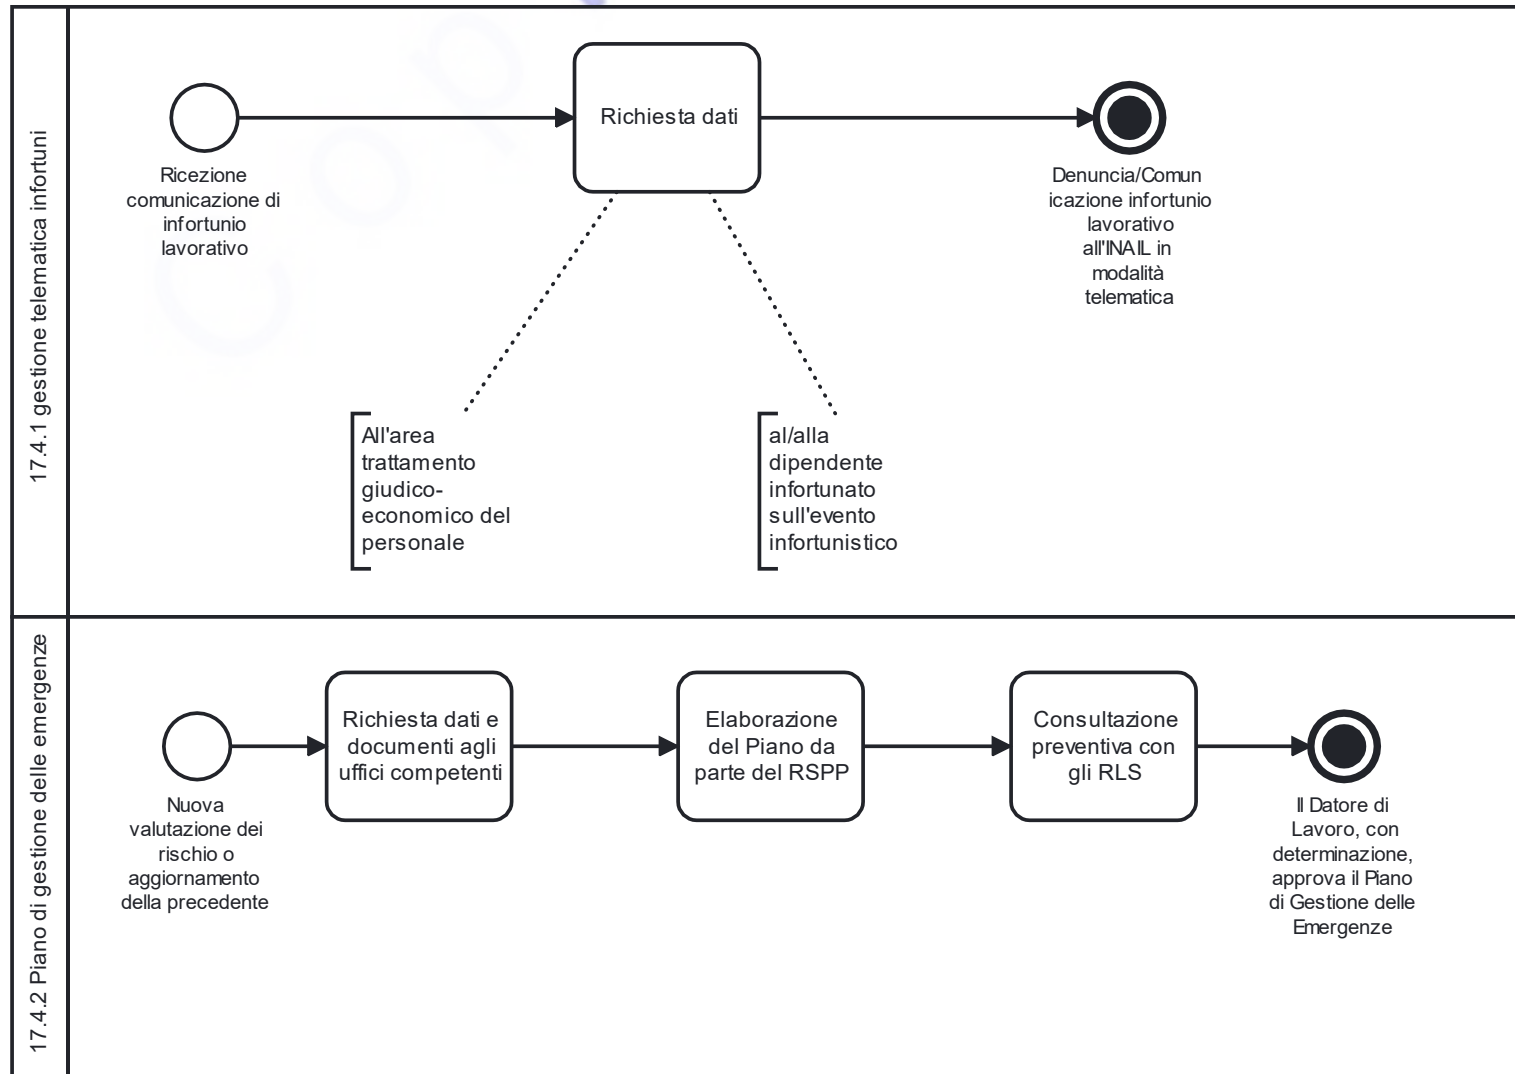 17.4.1 gestione telematica infortuni
Richiesta dati
Ricezione
comunicazione di
infortunio
lavorativo
Denuncia/Comun
icazione infortunio
lavorativo
all'INAIL in
modalità
telematica
All'area
trattamento
giudico-
economico del
personale
al/alla
dipendente
infortunato
sull'evento
infortunistico
17.4.2 Piano di gestione delle emergenze
Richiesta dati e
documenti agli
uffici competenti
Elaborazione
del Piano da
parte del RSPP
Consultazione
preventiva con
gli RLS
Nuova
valutazione dei
rischio o
aggiornamento
della precedente
Il Datore di
Lavoro, con
determinazione,
approva il Piano
di Gestione delle
Emergenze